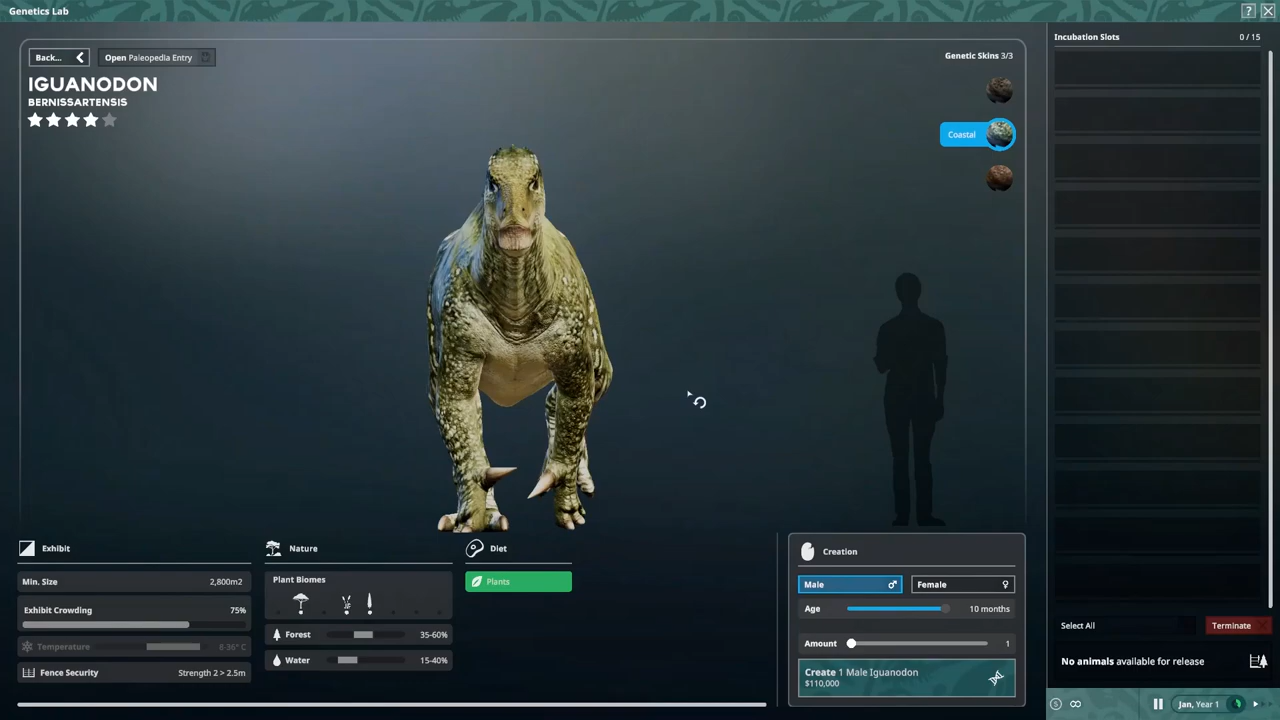 Genetics Lab
?
Back...
Open Paleopedia Entry
IGUANODON
BERNISSARTENSIS
Genetic Skins 3/3
Coastal
Incubation Slots 0 / 15
Exhibit
Min. Size 2,800m2
Exhibit Crowding 75%
Temperature 8-36° C
Fence Security Strength 2 > 2.5m
Nature
Plant Biomes
Forest 35-60%
Water 15-40%
Diet
Plants
Creation
Male
Female
Age 10 months
Amount 1
Create 1 Male Iguanodon
$110,000
Select All
Terminate
No animals available for release
Jan, Year 1